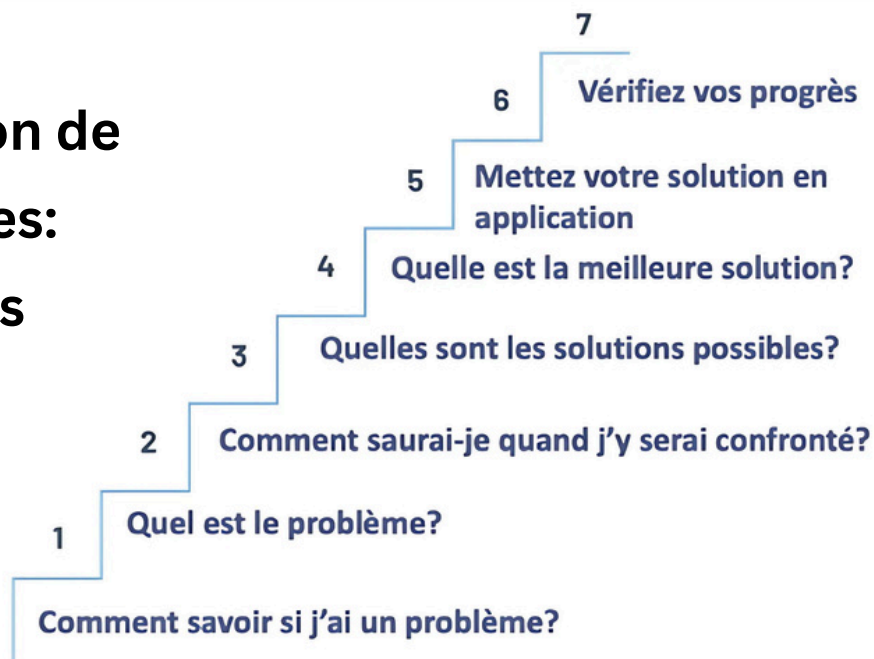 7
Vérifiez vos progrès
6
on de
Mettez votre solution en
application
5
es:
Quelle est la meilleure solution?
4
s
Quelles sont les solutions possibles?
3
Comment saurai-je quand j'y serai confronté?
2
Quel est le problème?
1
Comment savoir si j'ai un problème?